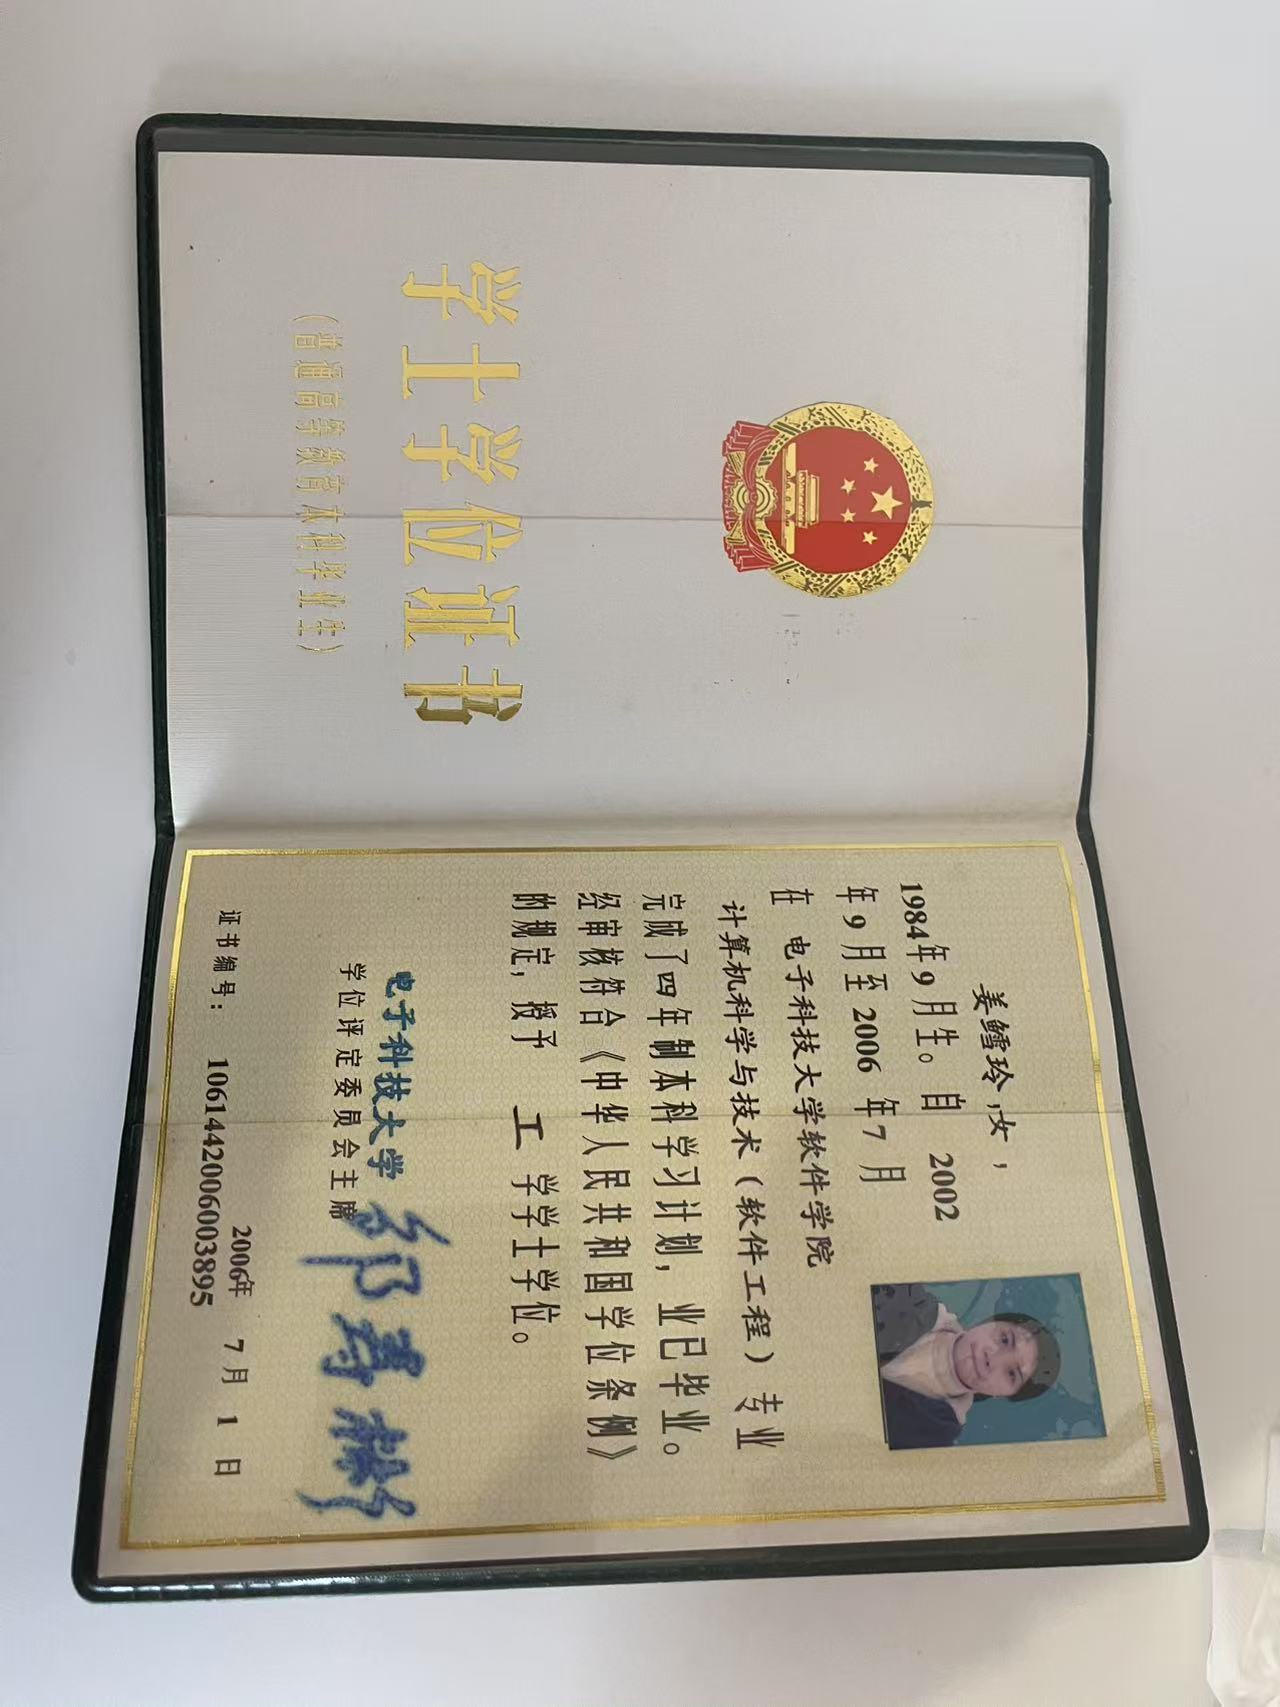 学士学位证书
(普通高等教育本科毕业生)
姜鳕玲,女,
1984年9月生。自 2002
年9月至2006 年7月
在 电子科技大学软件学院
计算机科学与技术(软件工程)专业
完成了四年制本科学习计划,业已毕业。
经审核符合《中华人民共和国学位条例》
的规定,授予 工 学学士学位。
电子科技大学
学位评定委员会主席
2006年 7月 1日
证书编号: 1061442006003895